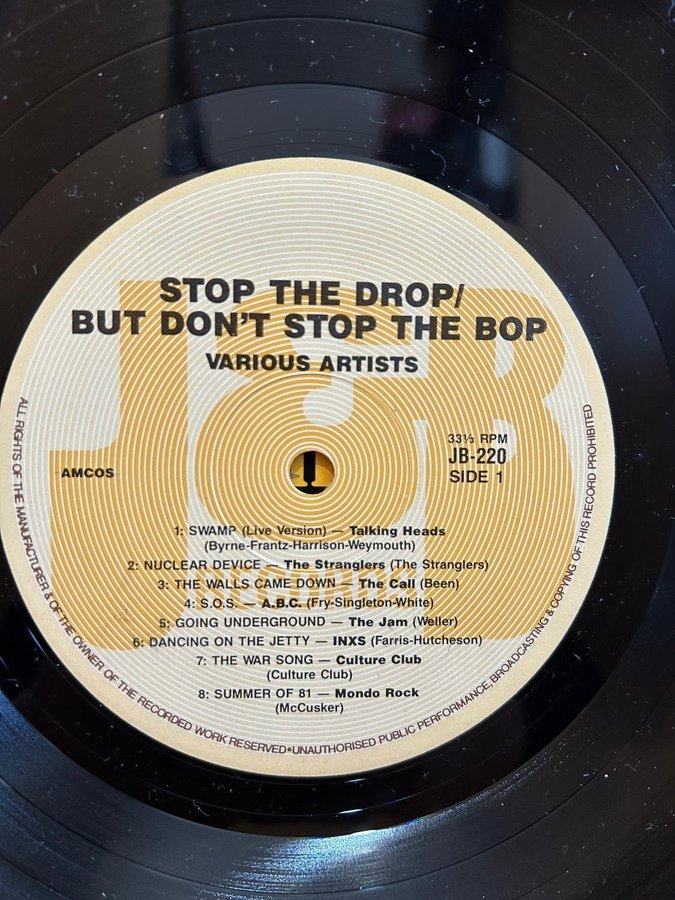 STOP THE DROP/
BUT DON'T STOP THE BOP
VARIOUS ARTISTS
33⅓ RPM
JB-220
SIDE 1
AMCOS
1: SWAMP (Live Version) — Talking Heads
(Byrne-Frantz-Harrison-Weymouth)
2: NUCLEAR DEVICE — The Stranglers (The Stranglers)
3: THE WALLS CAME DOWN — The Call (Been)
4: S.O.S. — A.B.C. (Fry-Singleton-White)
5: GOING UNDERGROUND — The Jam (Weller)
6: DANCING ON THE JETTY — INXS (Farris-Hutcheson)
7: THE WAR SONG — Culture Club
(Culture Club)
8: SUMMER OF 81 — Mondo Rock
(McCusker)
ALL RIGHTS OF THE MANUFACTURER & OF THE OWNER OF THE RECORDED WORK RESERVED•UNAUTHORISED PUBLIC PERFORMANCE, BROADCASTING & COPYING OF THIS RECORD PROHIBITED
J&B
RECORDS